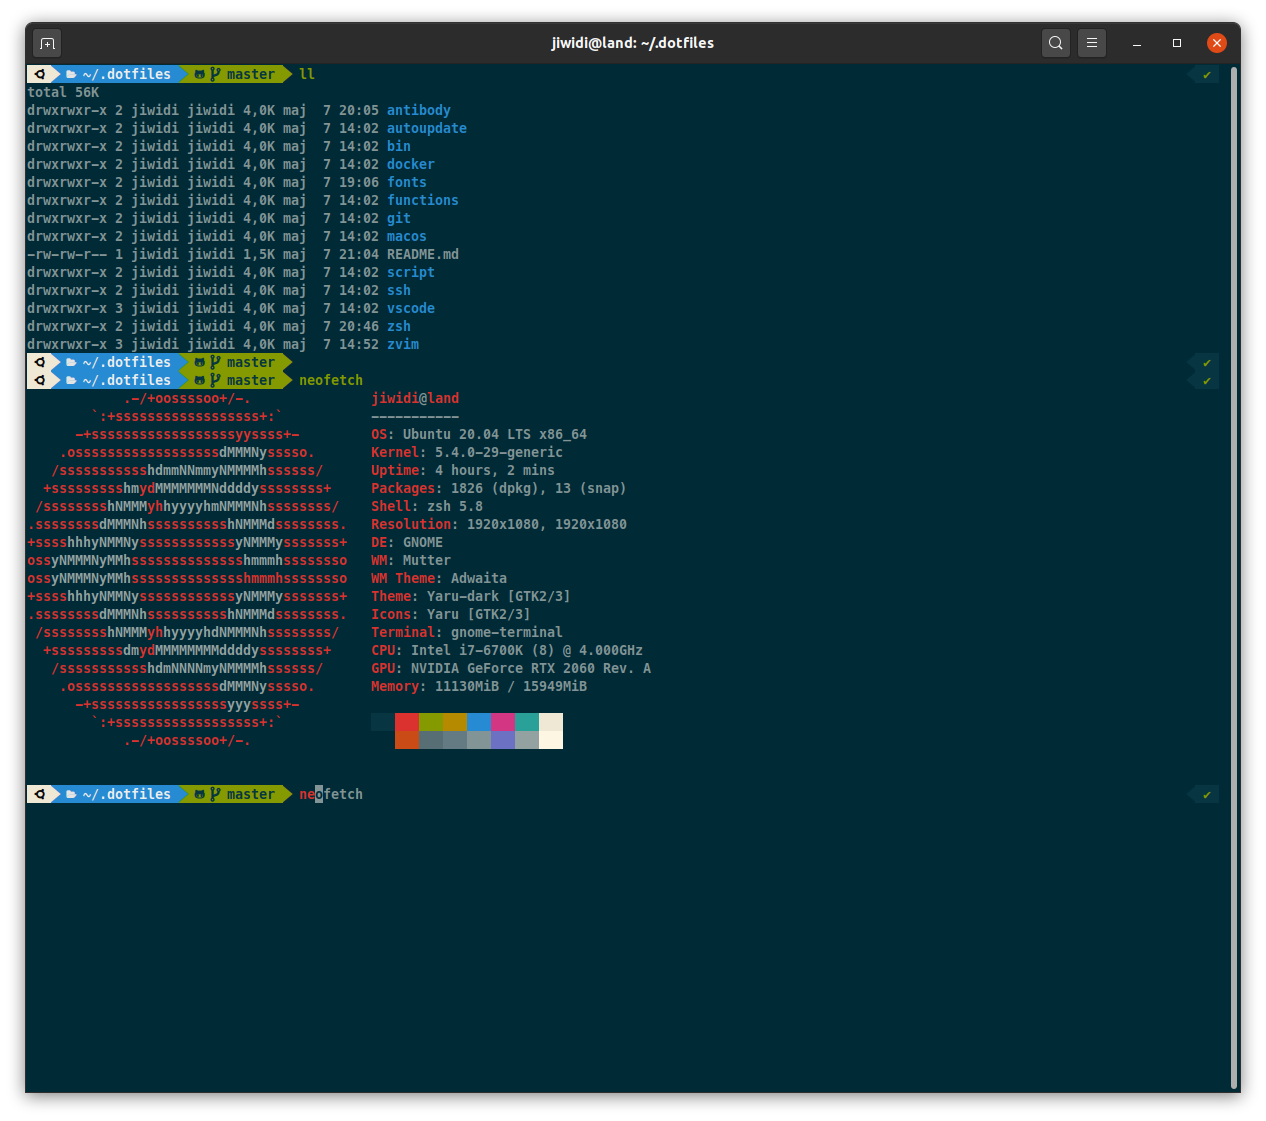 jiwidi@land: ~/.dotfiles
~/.dotfiles master ll ✔
total 56K
drwxrwxr-x 2 jiwidi jiwidi 4,0K maj  7 20:05 antibody
drwxrwxr-x 2 jiwidi jiwidi 4,0K maj  7 14:02 autoupdate
drwxrwxr-x 2 jiwidi jiwidi 4,0K maj  7 14:02 bin
drwxrwxr-x 2 jiwidi jiwidi 4,0K maj  7 14:02 docker
drwxrwxr-x 2 jiwidi jiwidi 4,0K maj  7 19:06 fonts
drwxrwxr-x 2 jiwidi jiwidi 4,0K maj  7 14:02 functions
drwxrwxr-x 2 jiwidi jiwidi 4,0K maj  7 14:02 git
drwxrwxr-x 2 jiwidi jiwidi 4,0K maj  7 14:02 macos
-rw-rw-r-- 1 jiwidi jiwidi 1,5K maj  7 21:04 README.md
drwxrwxr-x 2 jiwidi jiwidi 4,0K maj  7 14:02 script
drwxrwxr-x 2 jiwidi jiwidi 4,0K maj  7 14:02 ssh
drwxrwxr-x 3 jiwidi jiwidi 4,0K maj  7 14:02 vscode
drwxrwxr-x 2 jiwidi jiwidi 4,0K maj  7 20:46 zsh
drwxrwxr-x 3 jiwidi jiwidi 4,0K maj  7 14:52 zvim
~/.dotfiles master ✔
~/.dotfiles master neofetch ✔
            .-/+oossssoo+/-.               jiwidi@land
        `:+ssssssssssssssssss+:`           -----------
      -+ssssssssssssssssssyyssss+-         OS: Ubuntu 20.04 LTS x86_64
    .ossssssssssssssssssdMMMNysssso.       Kernel: 5.4.0-29-generic
   /ssssssssssshdmmNNmmyNMMMMhssssss/      Uptime: 4 hours, 2 mins
  +ssssssssshmydMMMMMMMNddddyssssssss+     Packages: 1826 (dpkg), 13 (snap)
 /sssssssshNMMMyhhyyyyhmNMMMNhssssssss/    Shell: zsh 5.8
.ssssssssdMMMNhsssssssssshNMMMdssssssss.   Resolution: 1920x1080, 1920x1080
+sssshhhyNMMNyssssssssssssyNMMMysssssss+   DE: GNOME
ossyNMMMNyMMhsssssssssssssshmmmhssssssso   WM: Mutter
ossyNMMMNyMMhsssssssssssssshmmmhssssssso   WM Theme: Adwaita
+sssshhhyNMMNyssssssssssssyNMMMysssssss+   Theme: Yaru-dark [GTK2/3]
.ssssssssdMMMNhsssssssssshNMMMdssssssss.   Icons: Yaru [GTK2/3]
 /sssssssshNMMMyhhyyyyhdNMMMNhssssssss/    Terminal: gnome-terminal
  +sssssssssdmydMMMMMMMMddddyssssssss+     CPU: Intel i7-6700K (8) @ 4.000GHz
   /ssssssssssshdmNNNNmyNMMMMhssssss/      GPU: NVIDIA GeForce RTX 2060 Rev. A
    .ossssssssssssssssssdMMMNysssso.       Memory: 11130MiB / 15949MiB
      -+sssssssssssssssssyyyssss+-
        `:+ssssssssssssssssss+:`
            .-/+oossssoo+/-.
~/.dotfiles master neofetch ✔